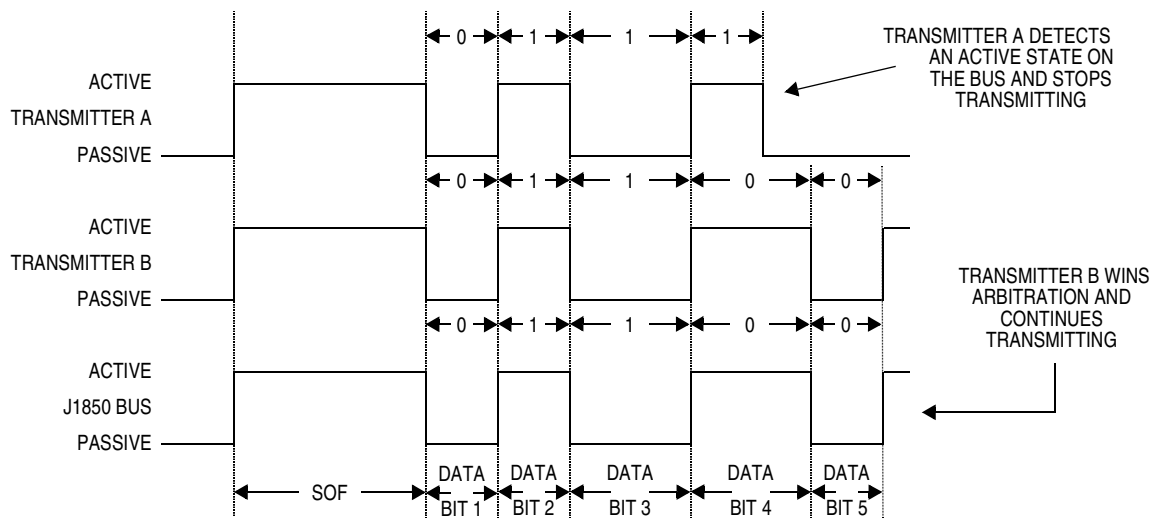 0 1 1 1
TRANSMITTER A DETECTS
AN ACTIVE STATE ON
THE BUS AND STOPS
TRANSMITTING
ACTIVE
TRANSMITTER A
PASSIVE
0 1 1 0 0
ACTIVE
TRANSMITTER B
PASSIVE
TRANSMITTER B WINS
ARBITRATION AND
CONTINUES
TRANSMITTING
0 1 1 0 0
ACTIVE
J1850 BUS
PASSIVE
SOF
DATA
BIT 1
DATA
BIT 2
DATA
BIT 3
DATA
BIT 4
DATA
BIT 5